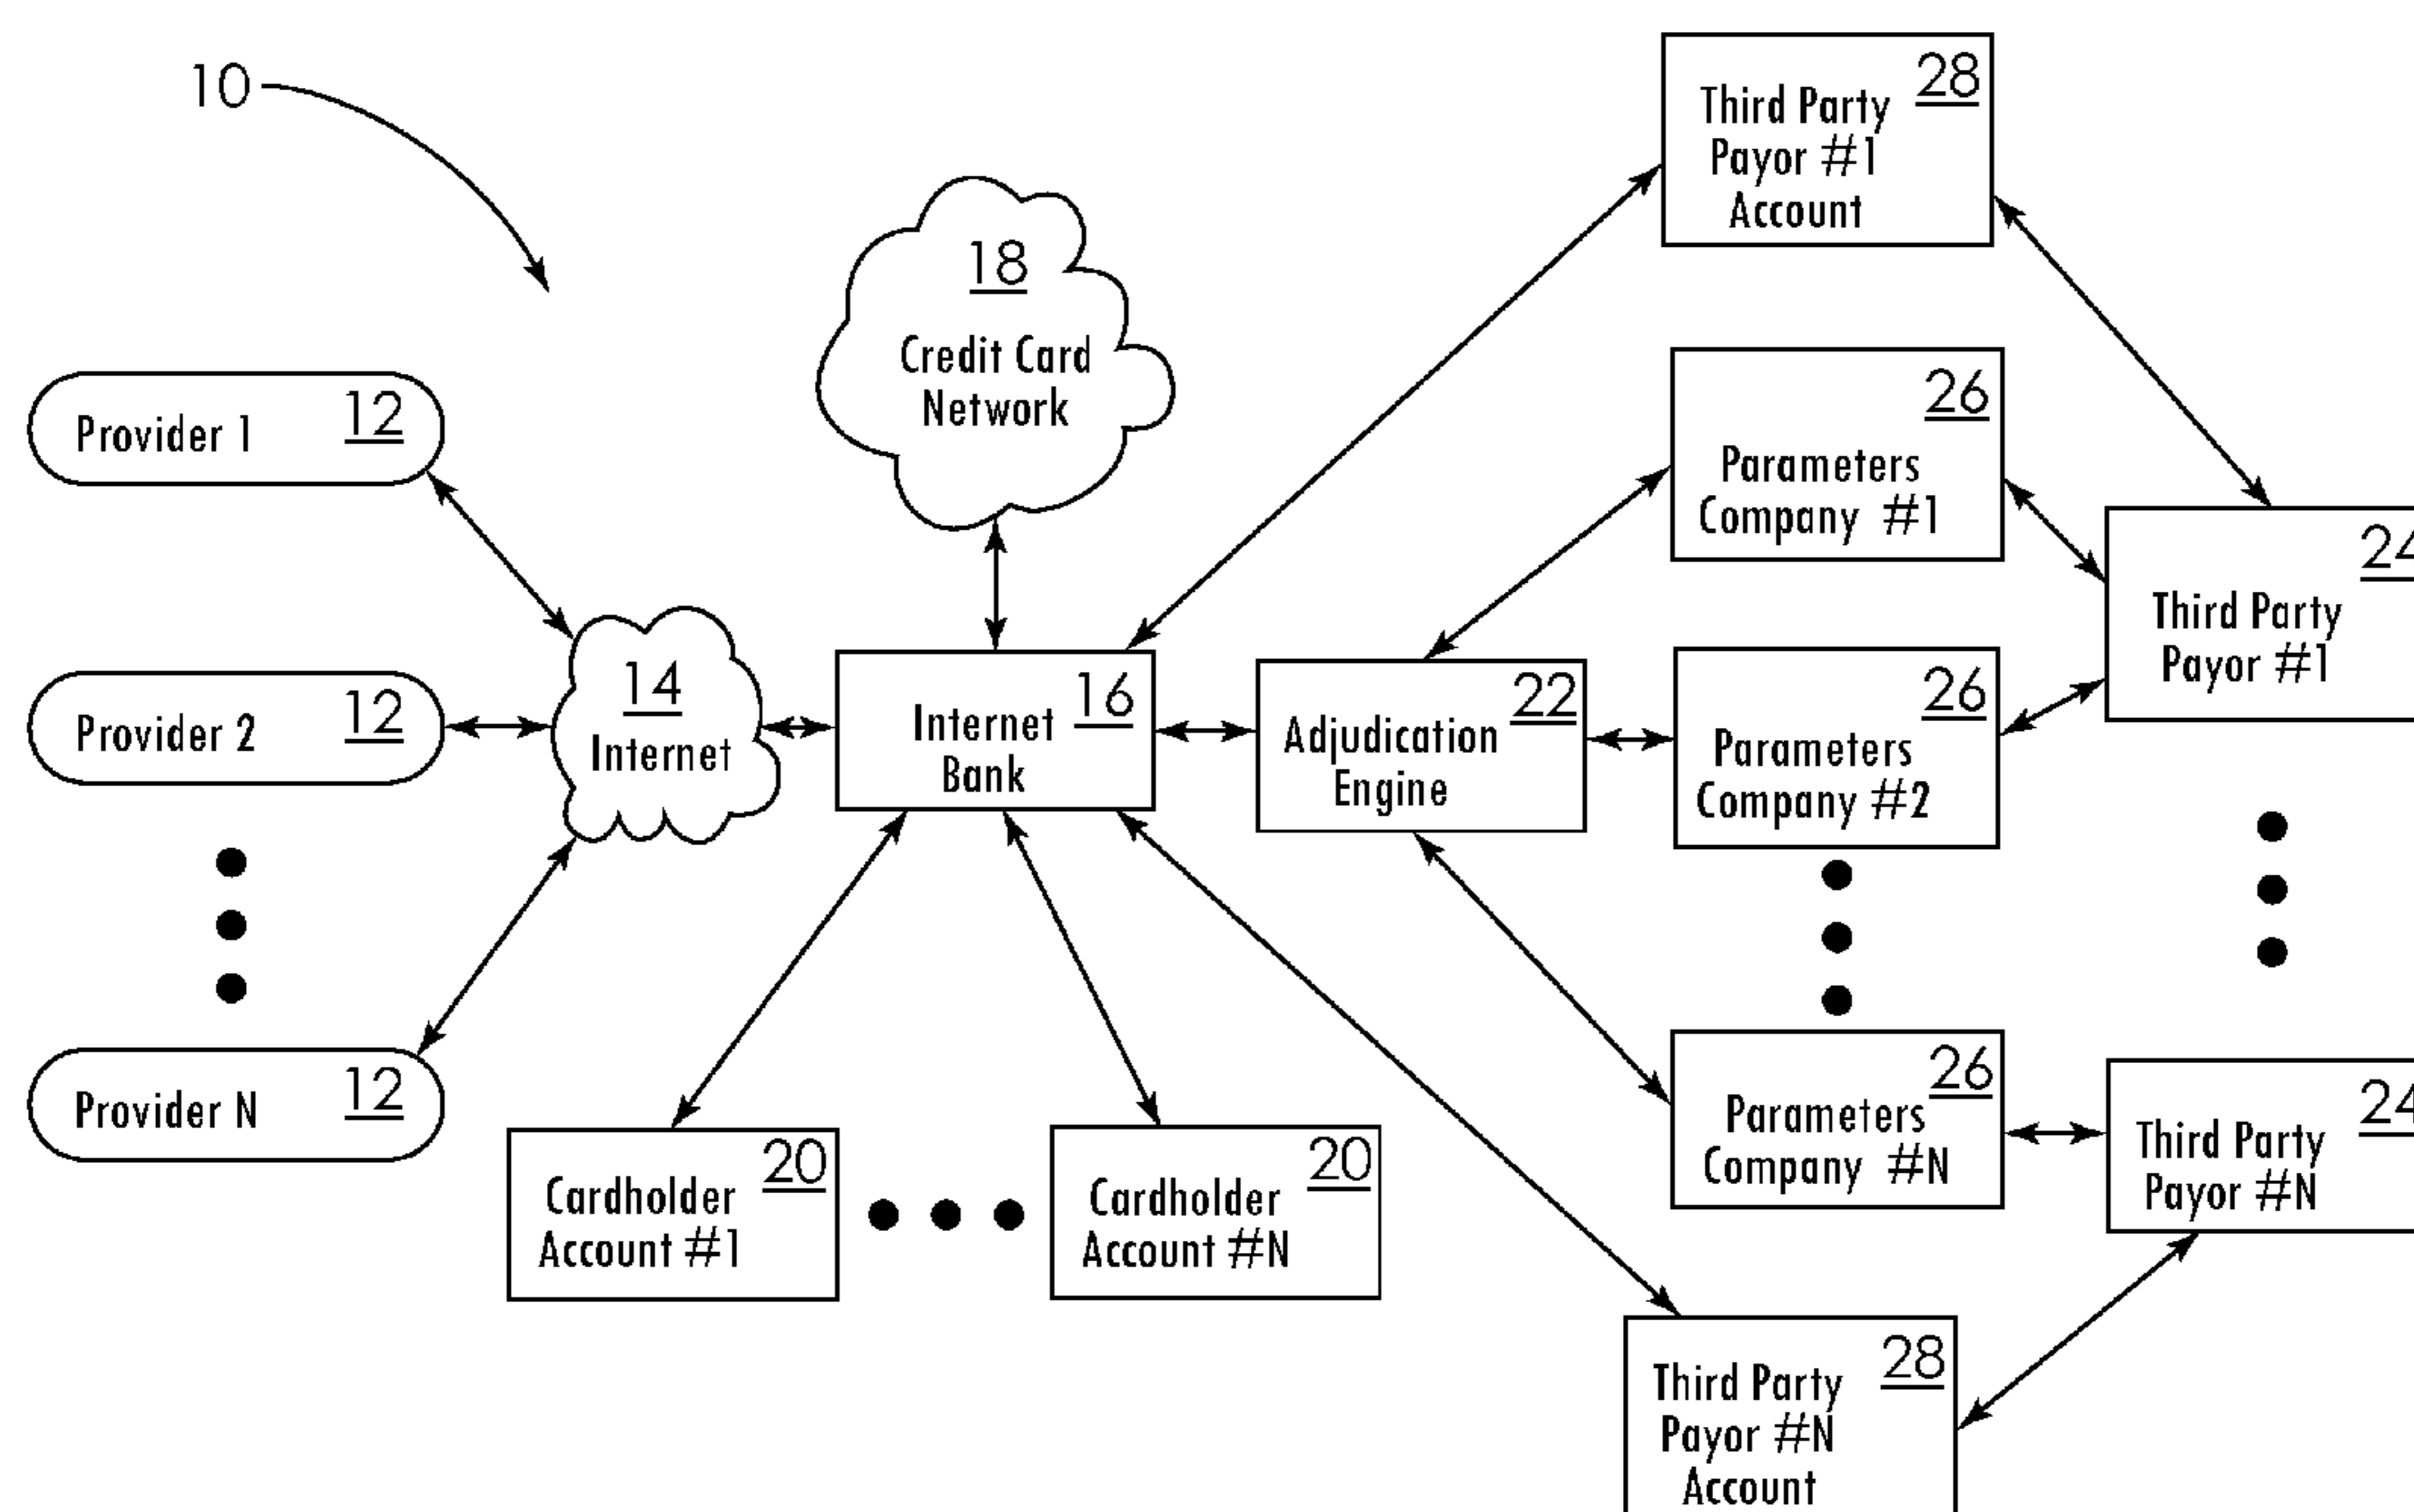 10
28
Third Party
Payor #1
Account
18
Credit Card
Network
26
Parameters
Company #1
12
Provider 1
24
Third Party
Payor #1
14
Internet
16
Internet
Bank
22
Adjudication
Engine
26
Parameters
Company #2
12
Provider 2
12
Provider N
20
Cardholder
Account #1
20
Cardholder
Account #N
26
Parameters
Company #N
24
Third Party
Payor #N
28
Third Party
Payor #N
Account